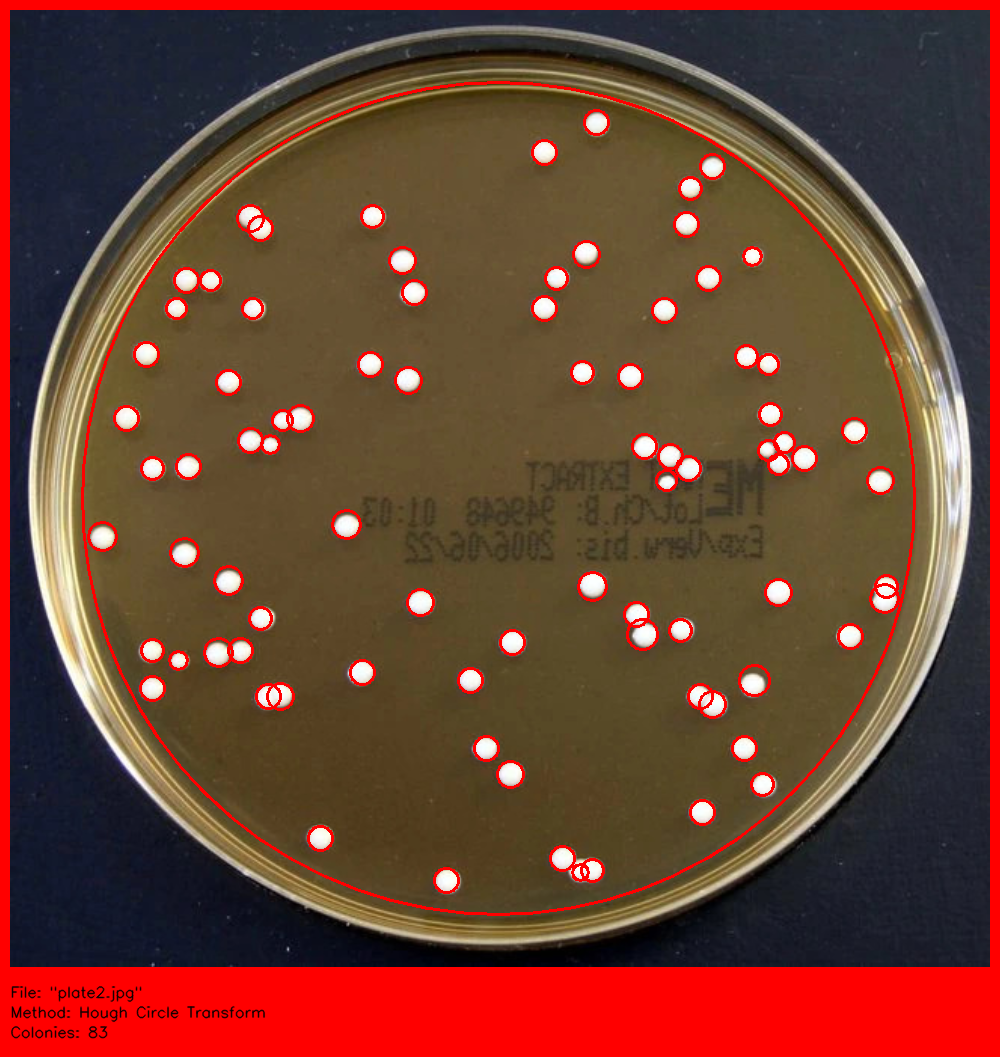 MEAT EXTRACT
Lot/Ch.B: 949648 01:03
Exp/Verw.bis: 2006/06/22
File: "plate2.jpg"
Method: Hough Circle Transform
Colonies: 83